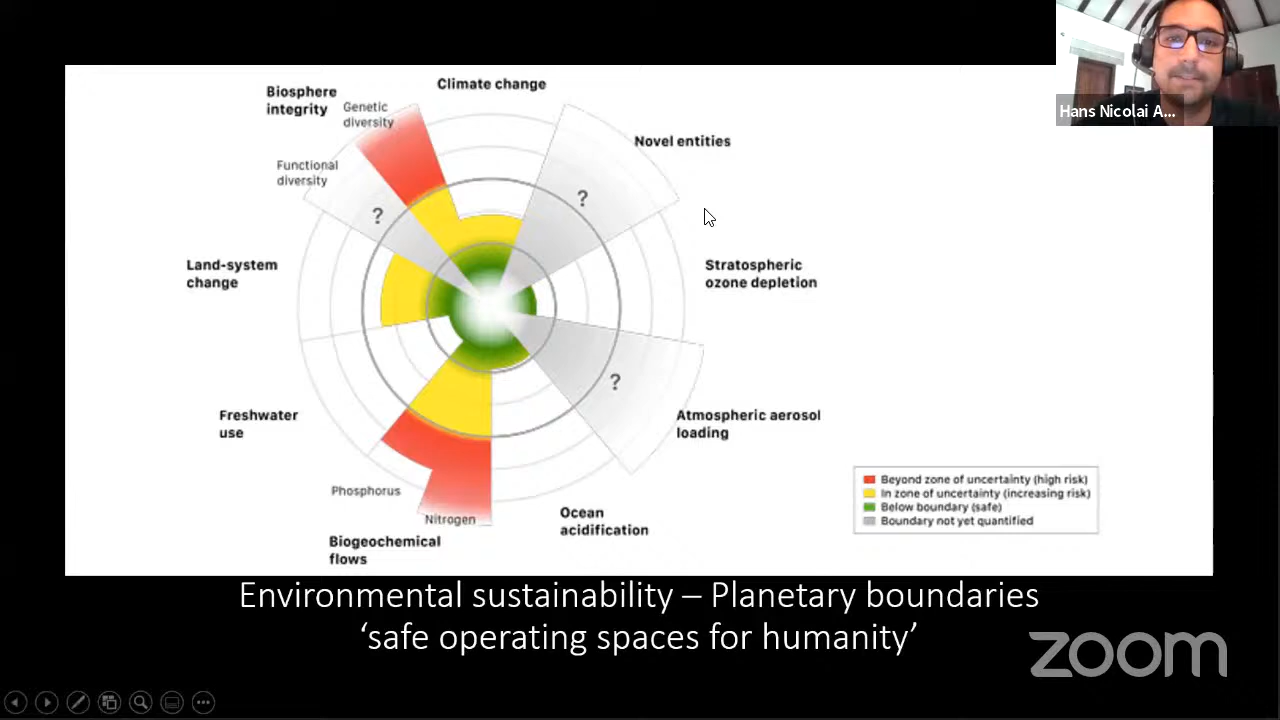 Hans Nicolai A...
Climate change
Biosphere
integrity
Genetic
diversity
Novel entities
Functional
diversity
?
?
Land-system
change
Stratospheric
ozone depletion
?
Freshwater
use
Atmospheric aerosol
loading
Phosphorus
Nitrogen
Ocean
acidification
Biogeochemical
flows
Beyond zone of uncertainty (high risk)
In zone of uncertainty (increasing risk)
Below boundary (safe)
Boundary not yet quantified
Environmental sustainability – Planetary boundaries
‘safe operating spaces for humanity’
zoom